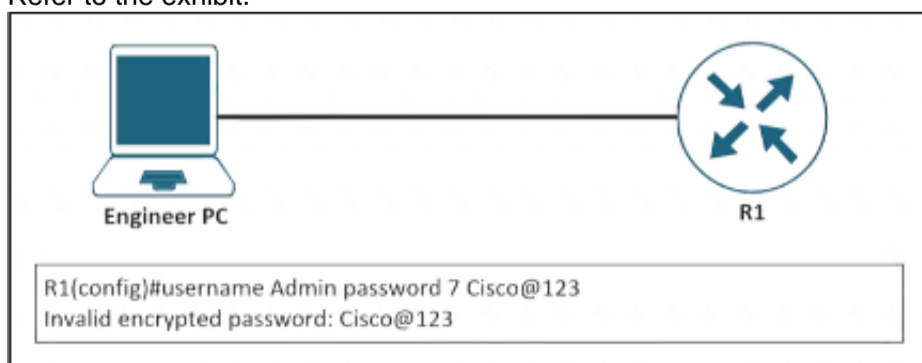 Refer to the exhibit.
Engineer PC
R1
R1(config)#username Admin password 7 Cisco@123
Invalid encrypted password: Cisco@123